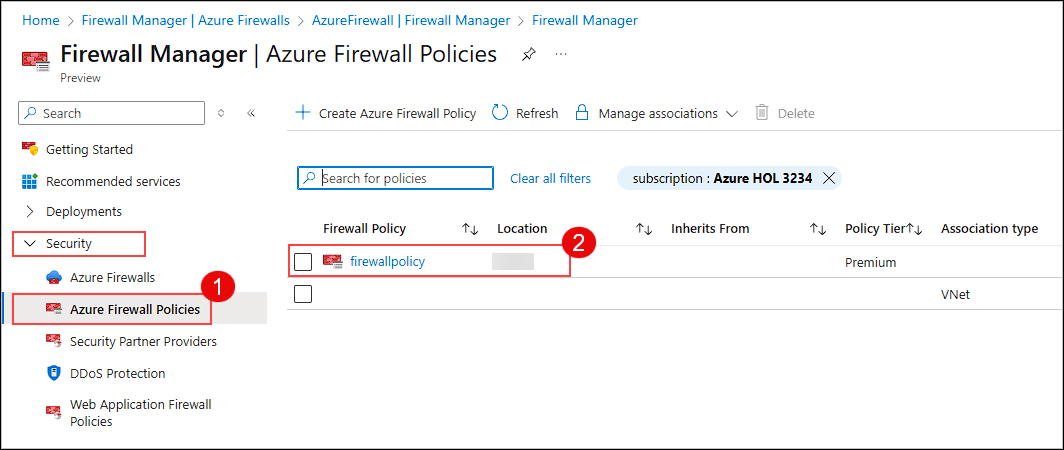 Home > Firewall Manager | Azure Firewalls > AzureFirewall | Firewall Manager > Firewall Manager
Firewall Manager | Azure Firewall Policies ...
Preview
Search
Create Azure Firewall Policy Refresh Manage associations Delete
Getting Started
Recommended services
Deployments
Security
Azure Firewalls
1
Azure Firewall Policies
Security Partner Providers
DDoS Protection
Web Application Firewall
Policies
Search for policies Clear all filters subscription : Azure HOL 3234
Firewall Policy Location Inherits From Policy Tier Association type
2
firewallpolicy Premium
VNet